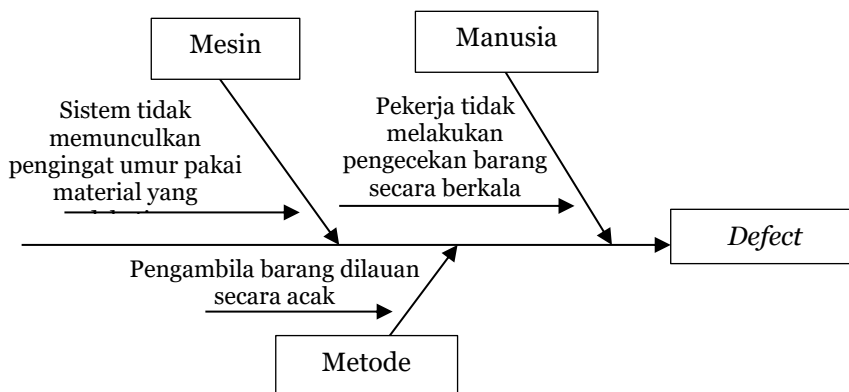 Mesin
Manusia
Sistem tidak
memunculkan
pengingat umur pakai
material yang
Pekerja tidak
melakukan
pengecekan barang
secara berkala
Defect
Pengambila barang dilauan
secara acak
Metode